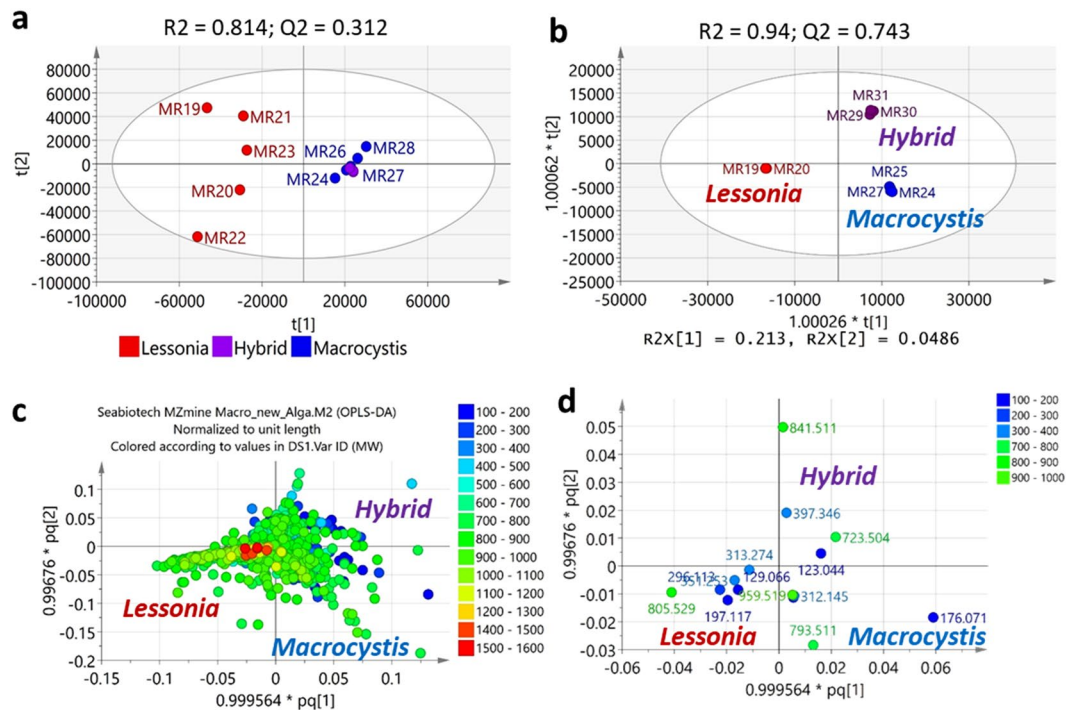 a
R2 = 0.814; Q2 = 0.312
80000
60000
40000
20000
0
-20000
-40000
-60000
-80000
-100000
t[2]
MR19
MR21
MR23
MR26
MR28
MR24
MR27
MR20
MR22
-100000 -60000 -20000 20000 60000
t[1]
Lessonia Hybrid Macrocystis
b
R2 = 0.94; Q2 = 0.743
20000
15000
10000
5000
0
-5000
-10000
-15000
-20000
-25000
1.00062 * t[2]
MR31
MR29 MR30
Hybrid
MR19 MR20
Lessonia
MR25
MR27 MR24
Macrocystis
-50000 -30000 -10000 10000 30000
1.00026 * t[1]
R2X[1] = 0.213, R2X[2] = 0.0486
c
Seabiotech MZmine Macro_new_Alga.M2 (OPLS-DA)
Normalized to unit length
Colored according to values in DS1.Var ID (MW)
0.1
0.05
0
-0.05
-0.1
-0.15
-0.2
0.99676 * pq[2]
Hybrid
Lessonia
Macrocystis
-0.15 -0.1 -0.05 0 0.05 0.1
0.999564 * pq[1]
100 - 200
200 - 300
300 - 400
400 - 500
500 - 600
600 - 700
700 - 800
800 - 900
900 - 1000
1000 - 1100
1100 - 1200
1200 - 1300
1400 - 1500
1500 - 1600
d
0.05
0.04
0.03
0.02
0.01
0
-0.01
-0.02
-0.03
0.99676 * pq[2]
841.511
Hybrid
397.346
723.504
123.044
313.274
296.113
351.253
129.066
805.529
959.519
312.145
197.117
176.071
Lessonia
Macrocystis
793.511
-0.06 -0.04 -0.02 0 0.02 0.04 0.06
0.999564 * pq[1]
100 - 200
200 - 300
300 - 400
700 - 800
800 - 900
900 - 1000